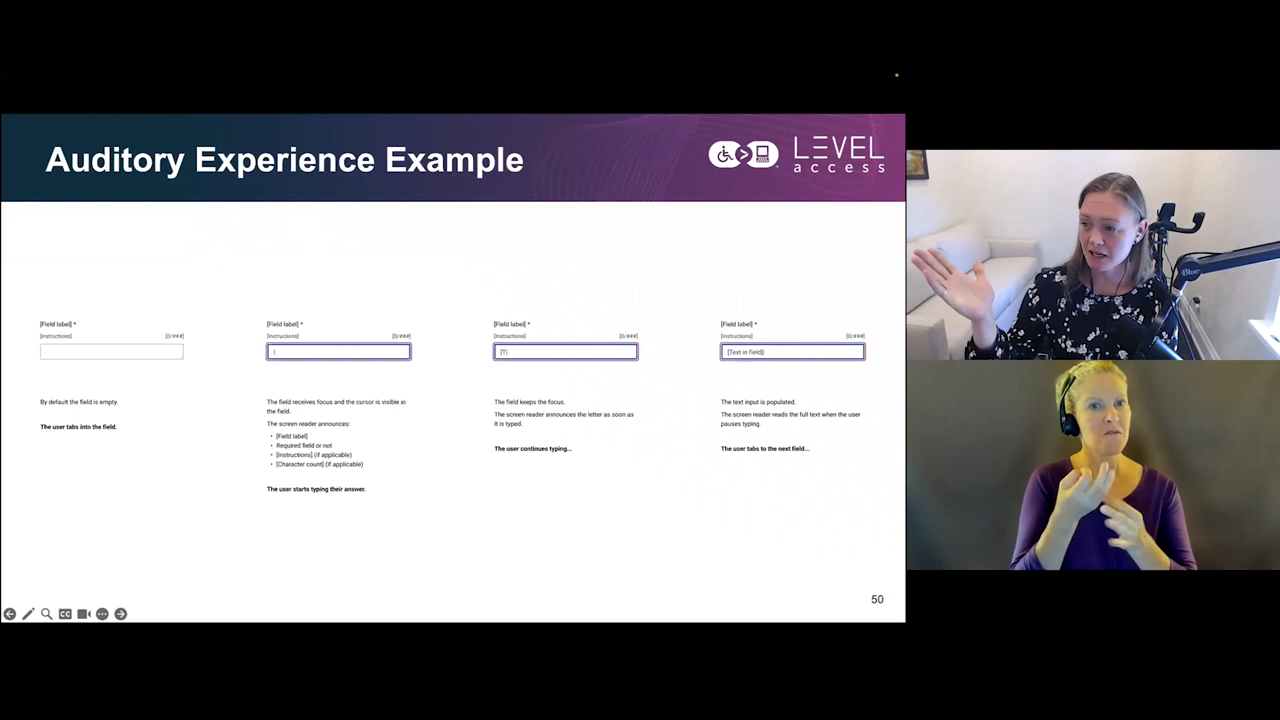 Auditory Experience Example
LEVEL
access
[Field label] *
[Instructions] [0/###]
By default the field is empty.
The user tabs into the field.
[Field label] *
[Instructions] [0/###]
The field receives focus and the cursor is visible in
the field.
The screen reader announces:
• [Field label]
• Required field or not
• [Instructions] (if applicable)
• [Character count] (if applicable)
The user starts typing their answer.
[Field label] *
[Instructions] [0/###]
[T|
The field keeps the focus.
The screen reader announces the letter as soon as
it is typed.
The user continues typing...
[Field label] *
[Instructions] [0/###]
[Text in field]|
The text input is populated.
The screen reader reads the full text when the user
pauses typing.
The user tabs to the next field...
50
CC